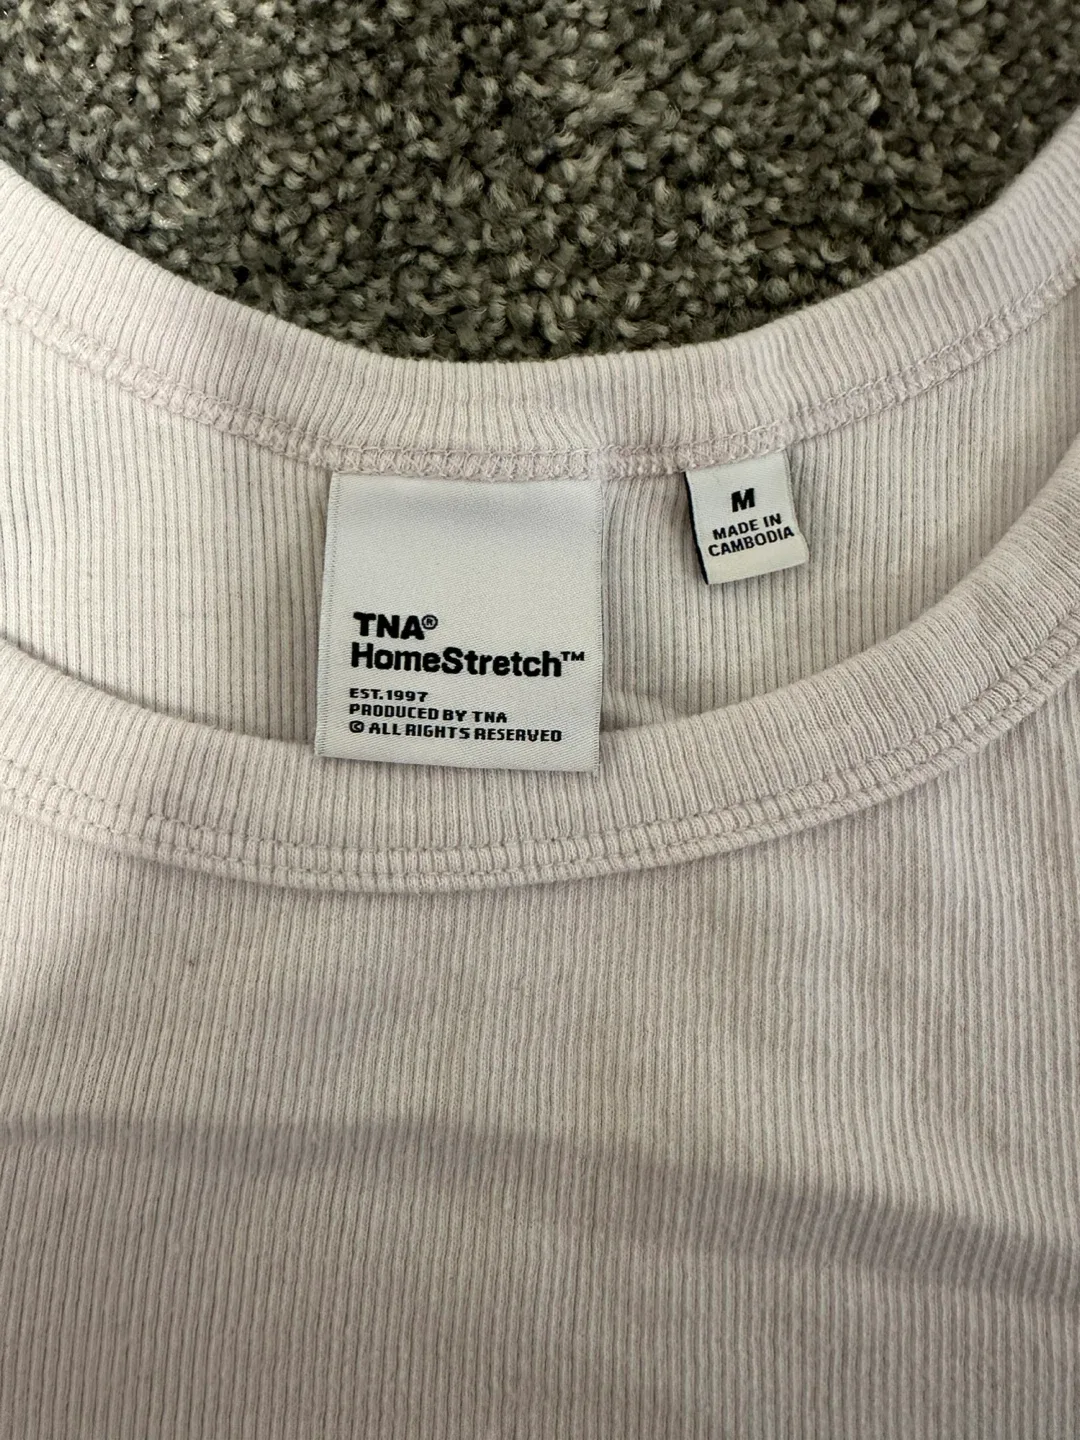 TNA®
HomeStretch™
EST.1997
PRODUCED BY TNA
© ALL RIGHTS RESERVED
M
MADE IN
CAMBODIA